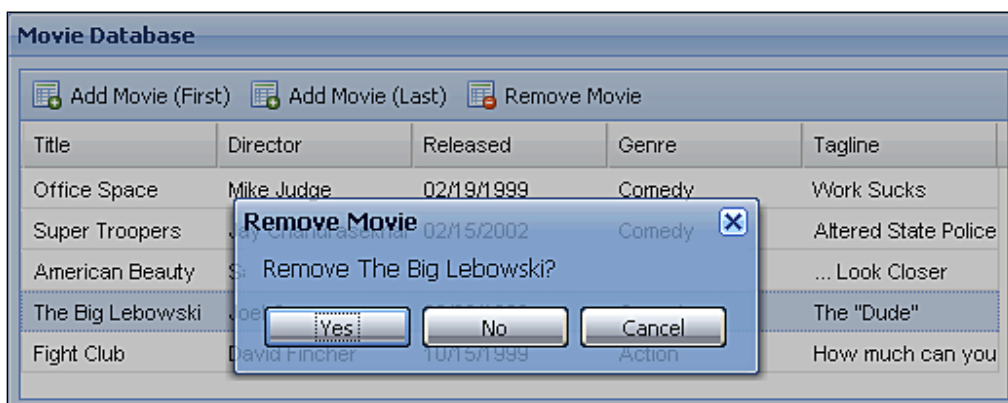 Movie Database
Add Movie (First) Add Movie (Last) Remove Movie
Title Director Released Genre Tagline
Office Space Mike Judge 02/19/1999 Comedy Work Sucks
Super Troopers Jay Chandrasekhar 02/15/2002 Comedy Altered State Police
American Beauty ... Look Closer
The Big Lebowski The "Dude"
Fight Club David Fincher 10/15/1999 Action How much can you
Remove Movie
Remove The Big Lebowski?
Yes No Cancel